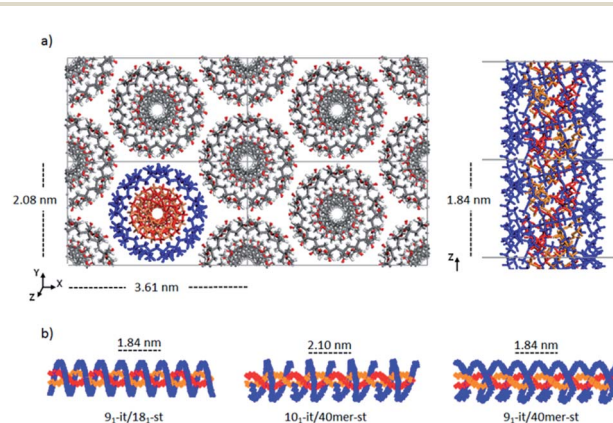 a)
2.08 nm
1.84 nm
Z
Y
X
Z
3.61 nm
b)
1.84 nm
2.10 nm
1.84 nm
9₁-it/18₁-st
10₁-it/40mer-st
9₁-it/40mer-st